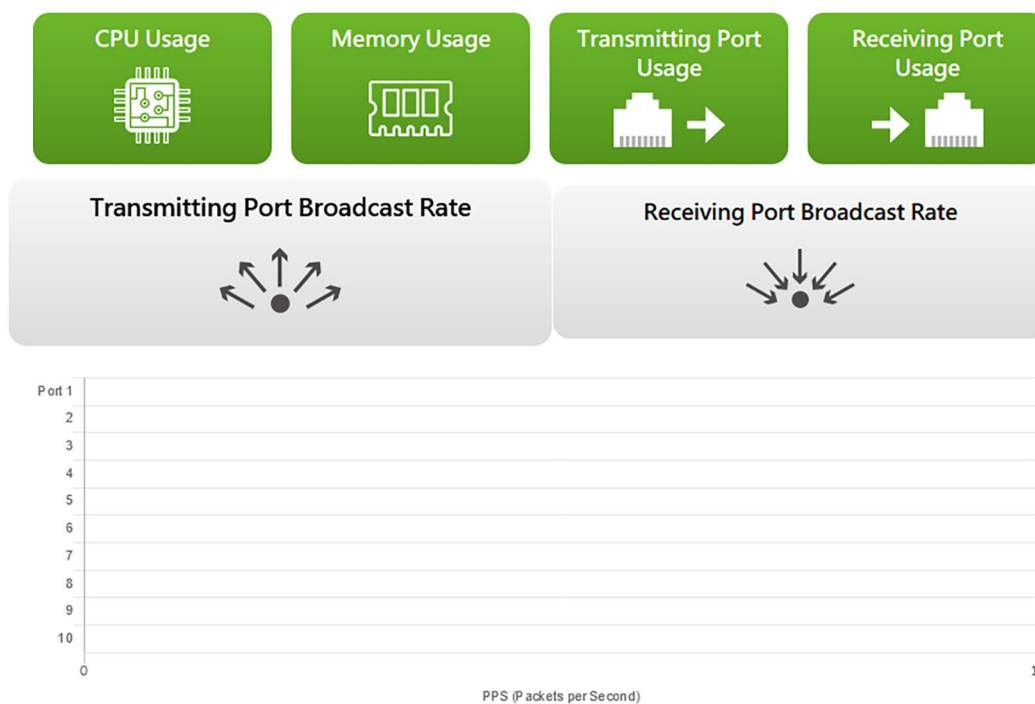 CPU Usage
Memory Usage
Transmitting Port
Usage
Receiving Port
Usage
Transmitting Port Broadcast Rate
Receiving Port Broadcast Rate
Port 1
2
3
4
5
6
7
8
9
10
0
1
PPS (Packets per Second)